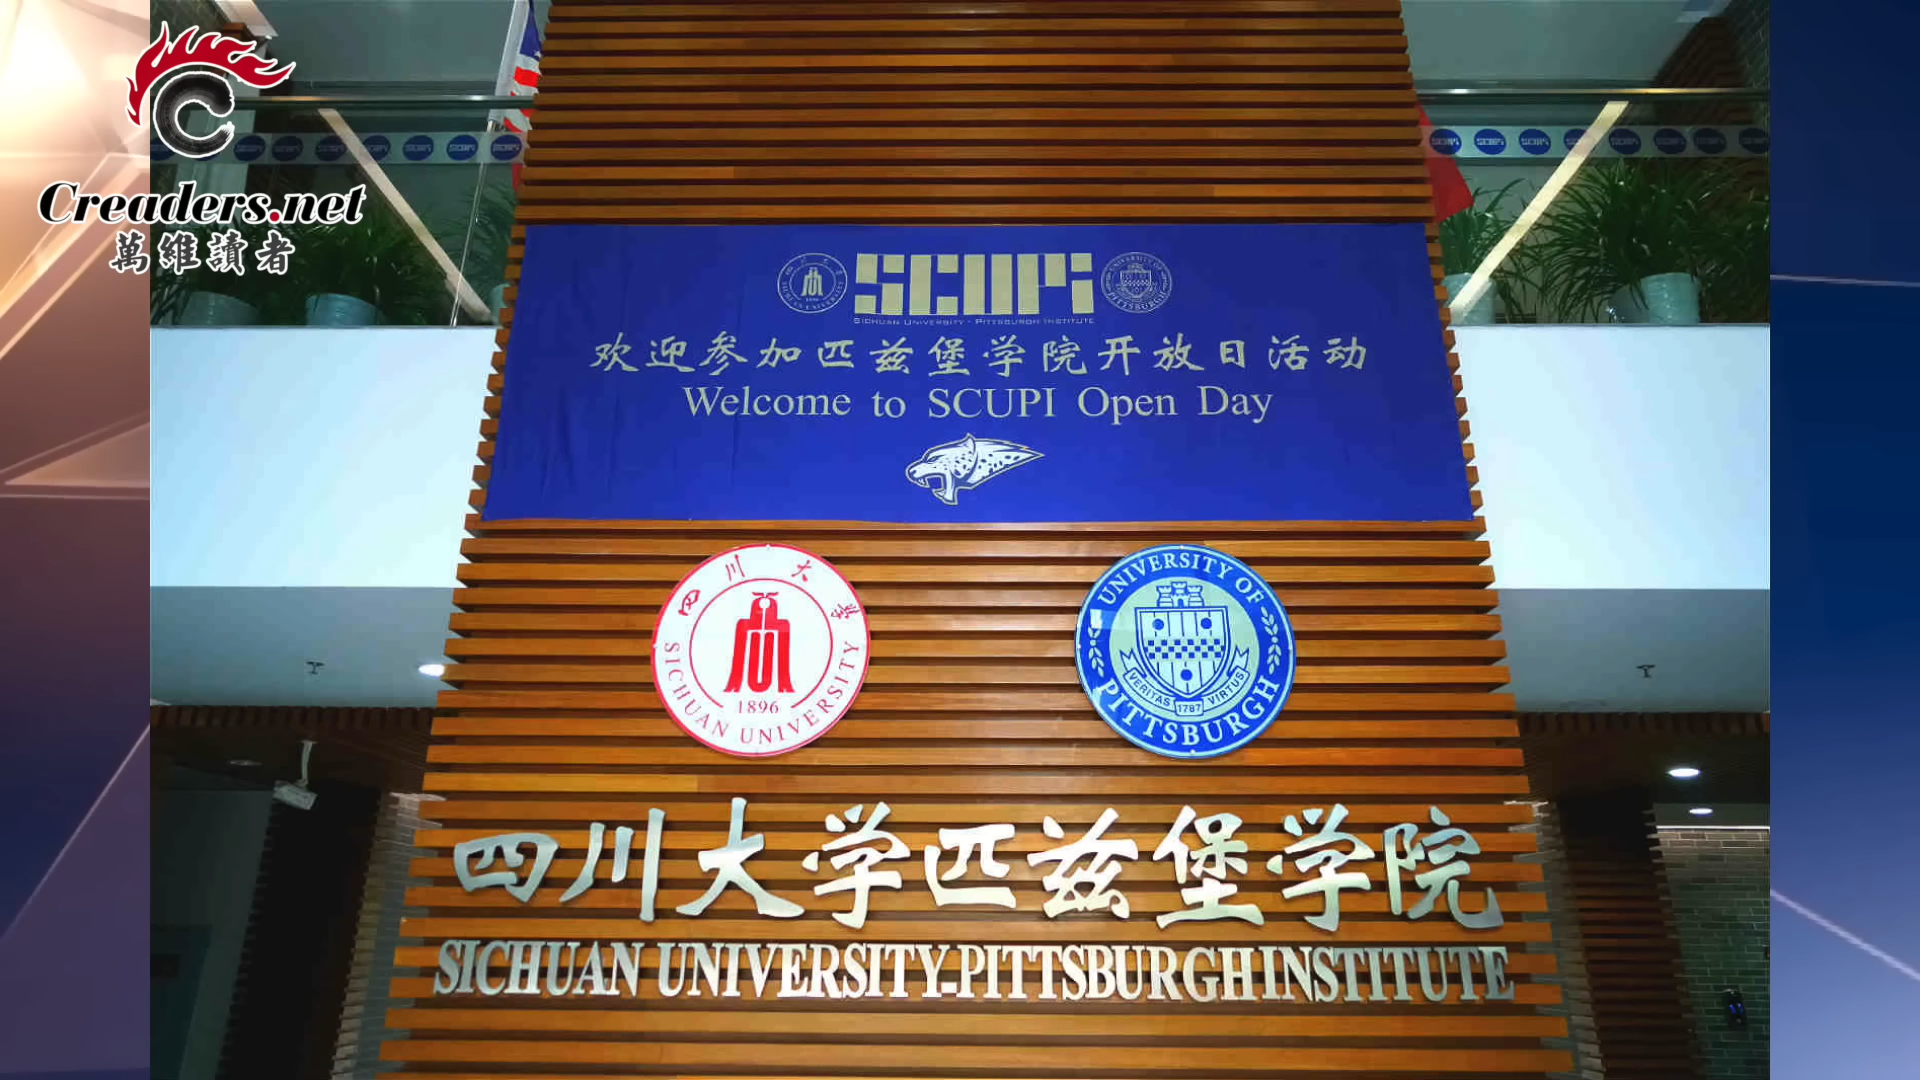 Creaders.net
萬維讀者
SCUPI
SICHUAN UNIVERSITY - PITTSBURGH INSTITUTE
欢迎参加匹兹堡学院开放日活动
Welcome to SCUPI Open Day
四川大學
1896
SICHUAN UNIVERSITY
UNIVERSITY OF
VERITAS 1787 VIRTUS
PITTSBURGH
四川大学匹兹堡学院
SICHUAN UNIVERSITY-PITTSBURGH INSTITUTE